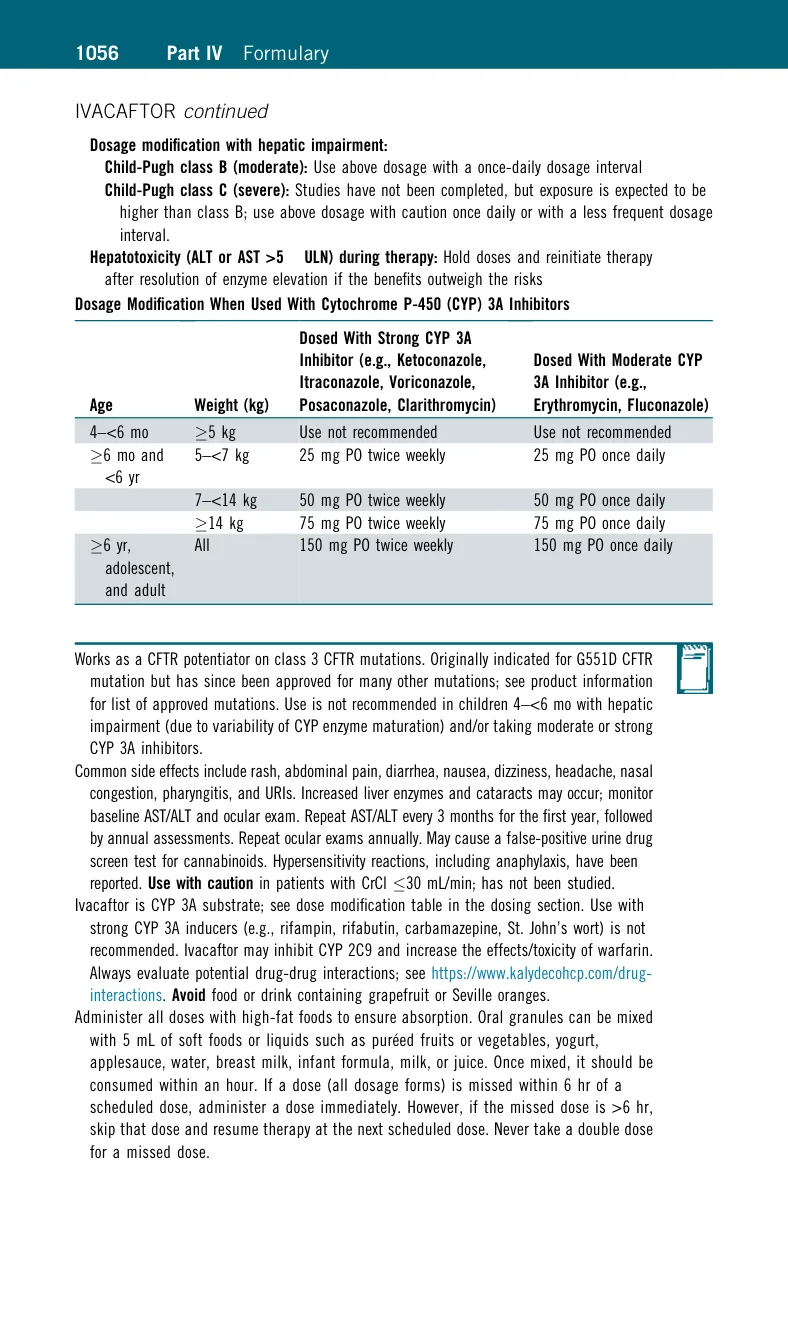 1056 Part IV Formulary
IVACAFTOR continued
Dosage modification with hepatic impairment:
Child-Pugh class B (moderate): Use above dosage with a once-daily dosage interval
Child-Pugh class C (severe): Studies have not been completed, but exposure is expected to be
higher than class B; use above dosage with caution once daily or with a less frequent dosage
interval.
Hepatotoxicity (ALT or AST >5 ULN) during therapy: Hold doses and reinitiate therapy
after resolution of enzyme elevation if the benefits outweigh the risks
Dosage Modification When Used With Cytochrome P-450 (CYP) 3A Inhibitors
Dosed With Strong CYP 3A
Inhibitor (e.g., Ketoconazole, Dosed With Moderate CYP
Itraconazole, Voriconazole, 3A Inhibitor (e.g.,
Age Weight (kg) Posaconazole, Clarithromycin) Erythromycin, Fluconazole)
4–<6 mo ≥5 kg Use not recommended Use not recommended
≥6 mo and 5–<7 kg 25 mg PO twice weekly 25 mg PO once daily
<6 yr
7–<14 kg 50 mg PO twice weekly 50 mg PO once daily
≥14 kg 75 mg PO twice weekly 75 mg PO once daily
≥6 yr, All 150 mg PO twice weekly 150 mg PO once daily
adolescent,
and adult
Works as a CFTR potentiator on class 3 CFTR mutations. Originally indicated for G551D CFTR
mutation but has since been approved for many other mutations; see product information
for list of approved mutations. Use is not recommended in children 4–<6 mo with hepatic
impairment (due to variability of CYP enzyme maturation) and/or taking moderate or strong
CYP 3A inhibitors.
Common side effects include rash, abdominal pain, diarrhea, nausea, dizziness, headache, nasal
congestion, pharyngitis, and URIs. Increased liver enzymes and cataracts may occur; monitor
baseline AST/ALT and ocular exam. Repeat AST/ALT every 3 months for the first year, followed
by annual assessments. Repeat ocular exams annually. May cause a false-positive urine drug
screen test for cannabinoids. Hypersensitivity reactions, including anaphylaxis, have been
reported. Use with caution in patients with CrCl ≤30 mL/min; has not been studied.
Ivacaftor is CYP 3A substrate; see dose modification table in the dosing section. Use with
strong CYP 3A inducers (e.g., rifampin, rifabutin, carbamazepine, St. John's wort) is not
recommended. Ivacaftor may inhibit CYP 2C9 and increase the effects/toxicity of warfarin.
Always evaluate potential drug-drug interactions; see https://www.kalydecohcp.com/drug-
interactions. Avoid food or drink containing grapefruit or Seville oranges.
Administer all doses with high-fat foods to ensure absorption. Oral granules can be mixed
with 5 mL of soft foods or liquids such as puréed fruits or vegetables, yogurt,
applesauce, water, breast milk, infant formula, milk, or juice. Once mixed, it should be
consumed within an hour. If a dose (all dosage forms) is missed within 6 hr of a
scheduled dose, administer a dose immediately. However, if the missed dose is >6 hr,
skip that dose and resume therapy at the next scheduled dose. Never take a double dose
for a missed dose.